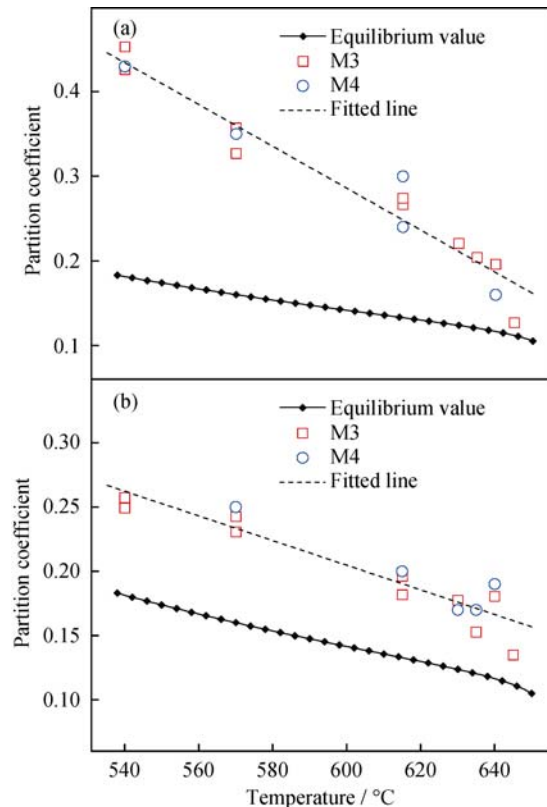 (a)
Equilibrium value
M3
M4
Fitted line
0.4
0.3
0.2
0.1
Partition coefficient
(b)
Equilibrium value
M3
M4
Fitted line
0.30
0.25
0.20
0.15
0.10
Partition coefficient
540 560 580 600 620 640
Temperature / °C